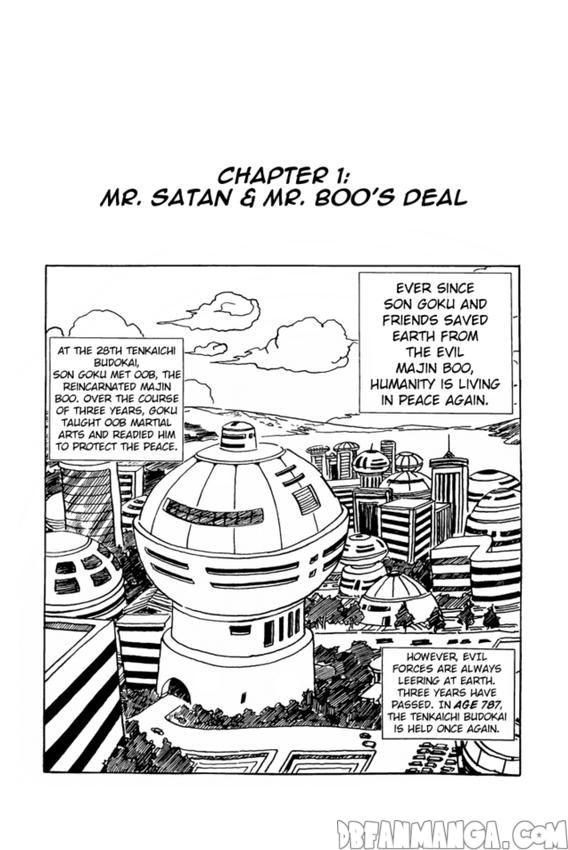 CHAPTER 1:
MR. SATAN & MR. BOO'S DEAL
EVER SINCE
SON GOKU AND
FRIENDS SAVED
EARTH FROM
THE EVIL
MAJIN BOO,
HUMANITY IS LIVING
IN PEACE AGAIN.
AT THE 28TH TENKAICHI
BUDOKAI,
SON GOKU MET OOB, THE
REINCARNATED MAJIN
BOO. OVER THE COURSE
OF THREE YEARS, GOKU
TAUGHT OOB MARTIAL
ARTS AND READIED HIM
TO PROTECT THE PEACE.
HOWEVER, EVIL
FORCES ARE ALWAYS
LEERING AT EARTH.
THREE YEARS HAVE
PASSED. IN AGE 787,
THE TENKAICHI BUDOKAI
IS HELD ONCE AGAIN.
DBFANMANGA.COM